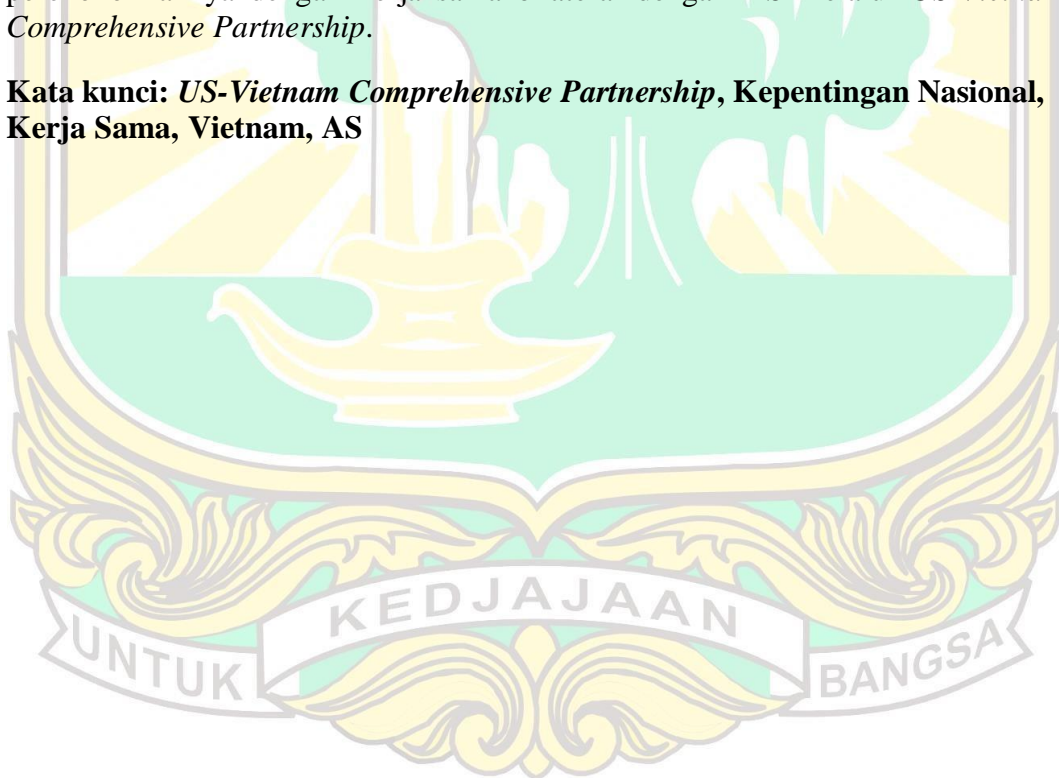 Comprehensive Partnership.
Kata kunci: US-Vietnam Comprehensive Partnership, Kepentingan Nasional,
Kerja Sama, Vietnam, AS
UNTUK KEDJAJAAN BANGSA